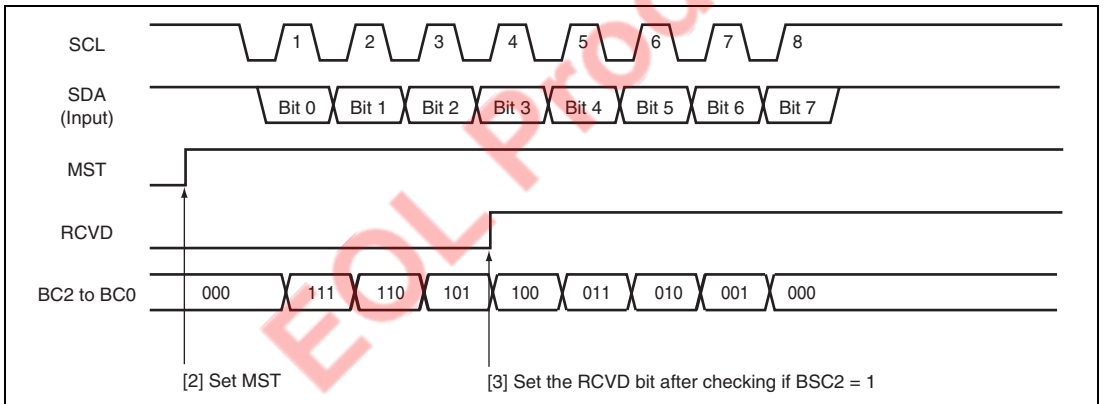 SCL 1 2 3 4 5 6 7 8
SDA
(Input)
Bit 0 Bit 1 Bit 2 Bit 3 Bit 4 Bit 5 Bit 6 Bit 7
MST
RCVD
BC2 to BC0 000 111 110 101 100 011 010 001 000
[2] Set MST [3] Set the RCVD bit after checking if BSC2 = 1
EOL Prod